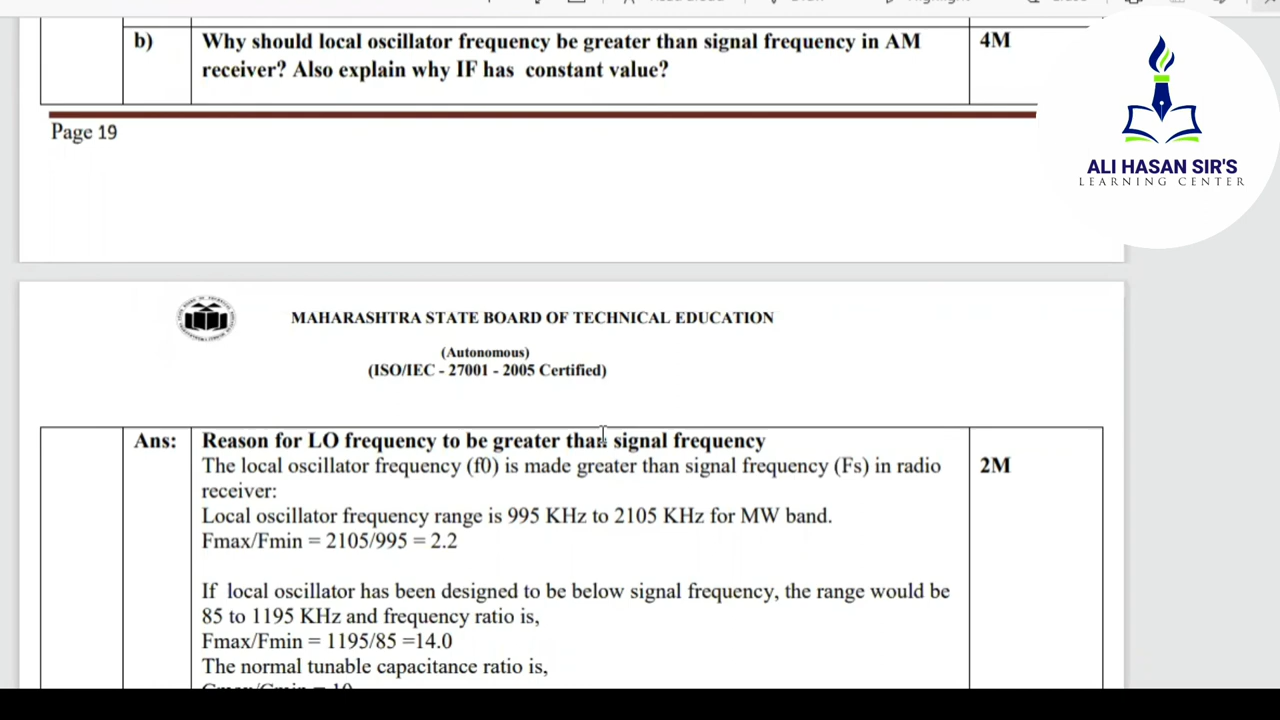 b) Why should local oscillator frequency be greater than signal frequency in AM 4M
receiver? Also explain why IF has constant value?
Page 19
ALI HASAN SIR'S
LEARNING CENTER
MAHARASHTRA STATE BOARD OF TECHNICAL EDUCATION
(Autonomous)
(ISO/IEC - 27001 - 2005 Certified)
Ans: Reason for LO frequency to be greater than signal frequency
The local oscillator frequency (f0) is made greater than signal frequency (Fs) in radio 2M
receiver:
Local oscillator frequency range is 995 KHz to 2105 KHz for MW band.
Fmax/Fmin = 2105/995 = 2.2
If local oscillator has been designed to be below signal frequency, the range would be
85 to 1195 KHz and frequency ratio is,
Fmax/Fmin = 1195/85 =14.0
The normal tunable capacitance ratio is,